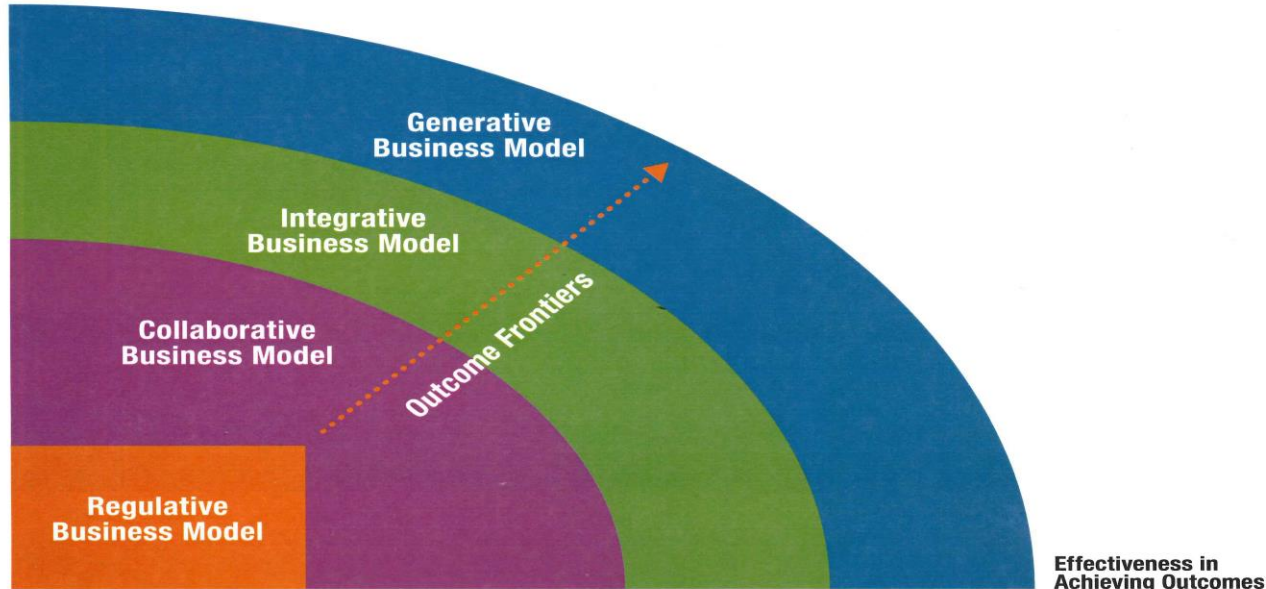 Generative
Business Model
Integrative
Business Model
Outcome Frontiers
Collaborative
Business Model
Regulative
Business Model
Effectiveness in
Achieving Outcomes